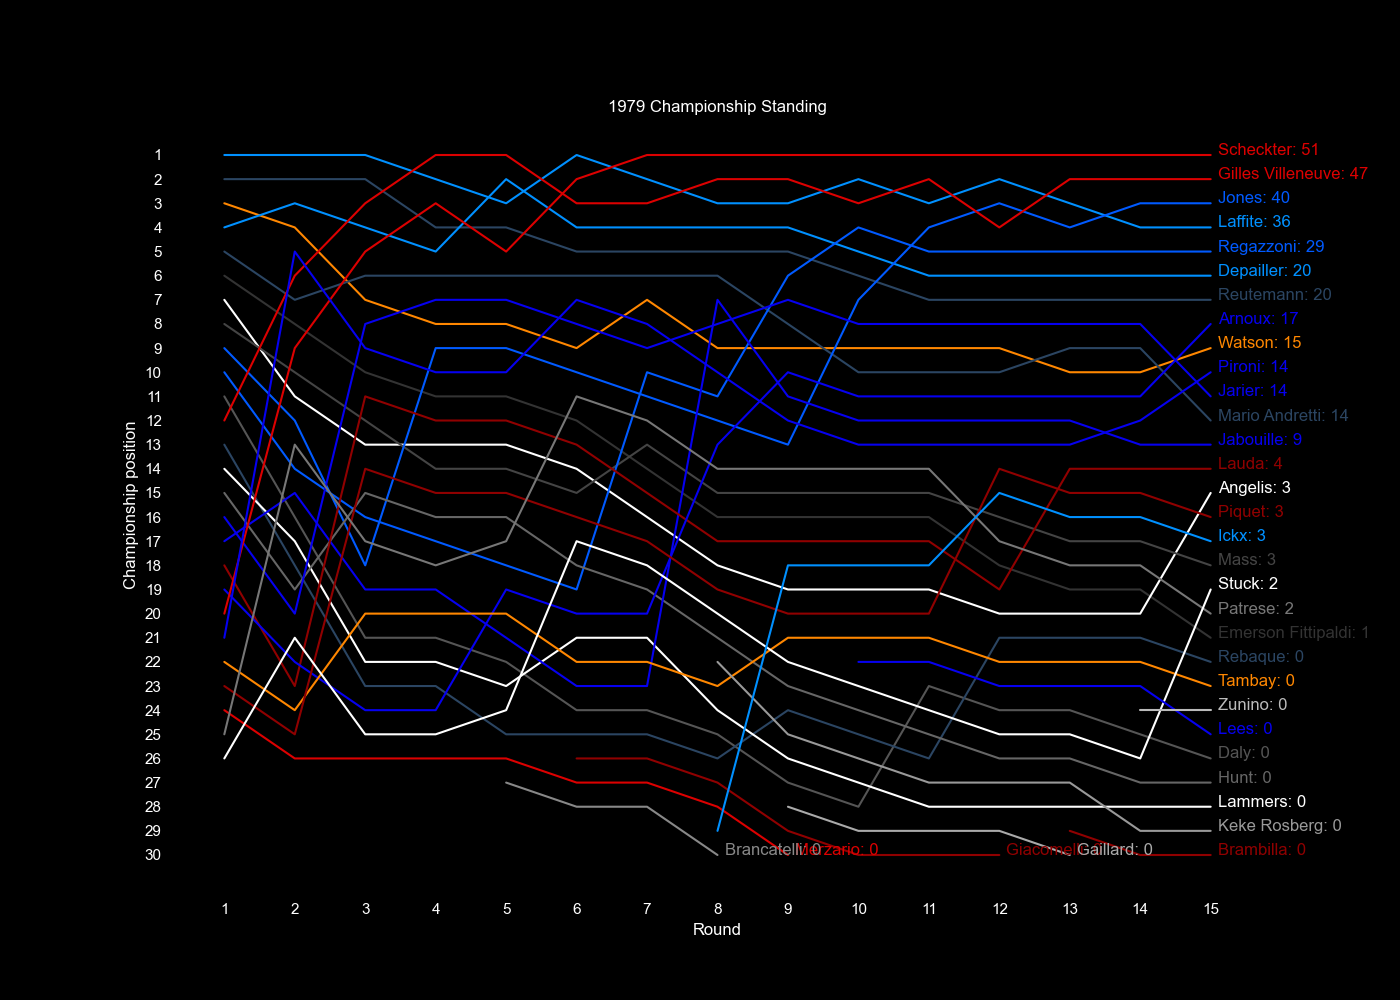 1979 Championship Standing
Championship position
1
2
3
4
5
6
7
8
9
10
11
12
13
14
15
16
17
18
19
20
21
22
23
24
25
26
27
28
29
30
Scheckter: 51
Gilles Villeneuve: 47
Jones: 40
Laffite: 36
Regazzoni: 29
Depailler: 20
Reutemann: 20
Arnoux: 17
Watson: 15
Pironi: 14
Jarier: 14
Mario Andretti: 14
Jabouille: 9
Lauda: 4
Angelis: 3
Piquet: 3
Ickx: 3
Mass: 3
Stuck: 2
Patrese: 2
Emerson Fittipaldi: 1
Rebaque: 0
Tambay: 0
Zunino: 0
Lees: 0
Daly: 0
Hunt: 0
Lammers: 0
Keke Rosberg: 0
Brancatelli: 0 Merzario: 0 Gaillard: 0 Brambilla: 0
1 2 3 4 5 6 7 8 9 10 11 12 13 14 15
Round